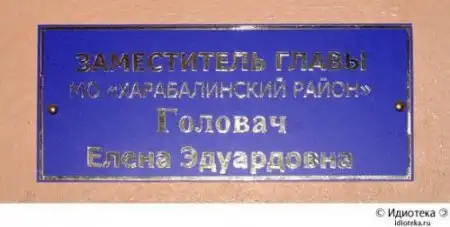 ЗАМЕСТИТЕЛЬ ГЛАВЫ
МО «ХАРАБАЛИНСКИЙ РАЙОН»
Головач
Елена Эдуардовна
© Идиотека
idioteka.ru